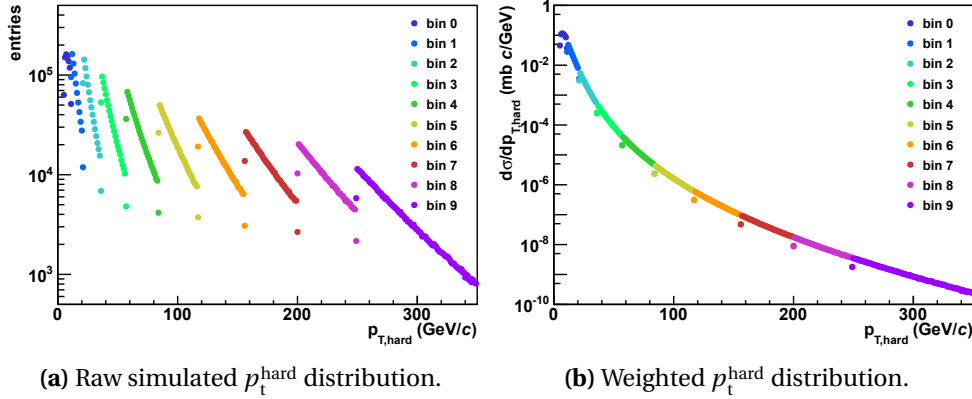 entries
10^5
10^4
10^3
0 100 200 300
p_T,hard (GeV/c)
bin 0
bin 1
bin 2
bin 3
bin 4
bin 5
bin 6
bin 7
bin 8
bin 9
(a) Raw simulated p_t^hard distribution.
dσ/dp_T,hard (mb c/GeV)
1
10^-2
10^-4
10^-6
10^-8
10^-10
0 100 200 300
p_T,hard (GeV/c)
bin 0
bin 1
bin 2
bin 3
bin 4
bin 5
bin 6
bin 7
bin 8
bin 9
(b) Weighted p_t^hard distribution.